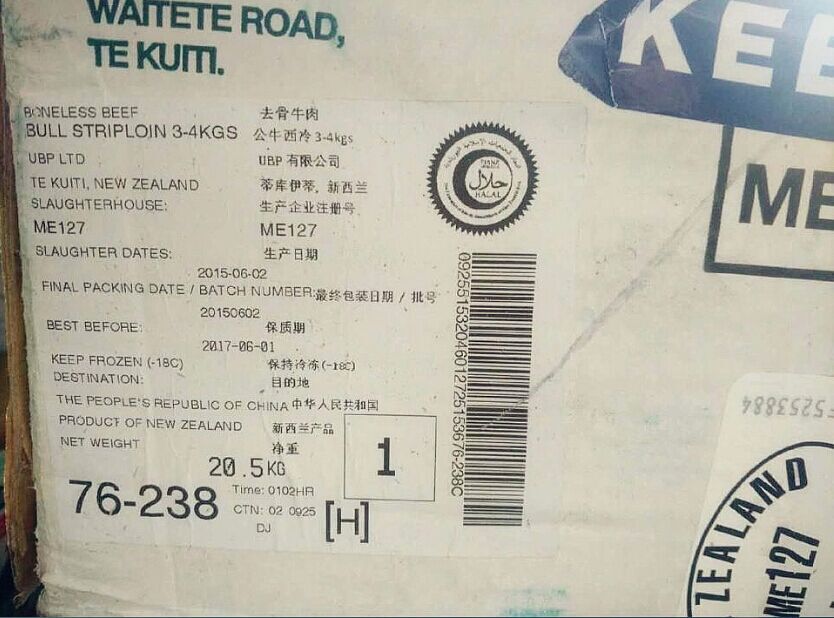 WAITETE ROAD,
TE KUITI.
KEE
ME
BONELESS BEEF 去骨牛肉
BULL STRIPLOIN 3-4KGS 公牛西冷 3-4kgs
UBP LTD UBP 有限公司
TE KUITI, NEW ZEALAND 蒂库伊蒂, 新西兰
SLAUGHTERHOUSE: 生产企业注册号
ME127 ME127
SLAUGHTER DATES: 生产日期
2015-06-02
FINAL PACKING DATE / BATCH NUMBER:最终包装日期 / 批号
20150602
BEST BEFORE: 保质期
2017-06-01
KEEP FROZEN (-18C) 保持冷冻(-18C)
DESTINATION: 目的地
THE PEOPLE'S REPUBLIC OF CHINA 中华人民共和国
PRODUCT OF NEW ZEALAND 新西兰产品
NET WEIGHT 净重
20.5KG
1
76-238
Time: 0102HR
CTN: 02 0925
DJ
[H]
حلال
HALAL
F5253884
ZEALAND
ME127